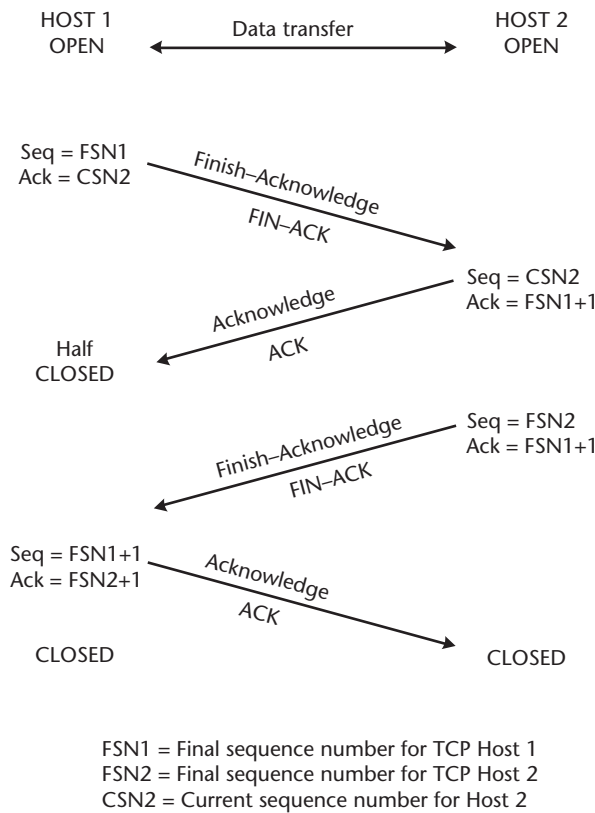 HOST 1
OPEN
Data transfer
HOST 2
OPEN
Seq = FSN1
Ack = CSN2
Finish–Acknowledge
FIN–ACK
Seq = CSN2
Ack = FSN1+1
Acknowledge
ACK
Half
CLOSED
Seq = FSN2
Ack = FSN1+1
Finish–Acknowledge
FIN–ACK
Seq = FSN1+1
Ack = FSN2+1
Acknowledge
ACK
CLOSED
CLOSED
FSN1 = Final sequence number for TCP Host 1
FSN2 = Final sequence number for TCP Host 2
CSN2 = Current sequence number for Host 2